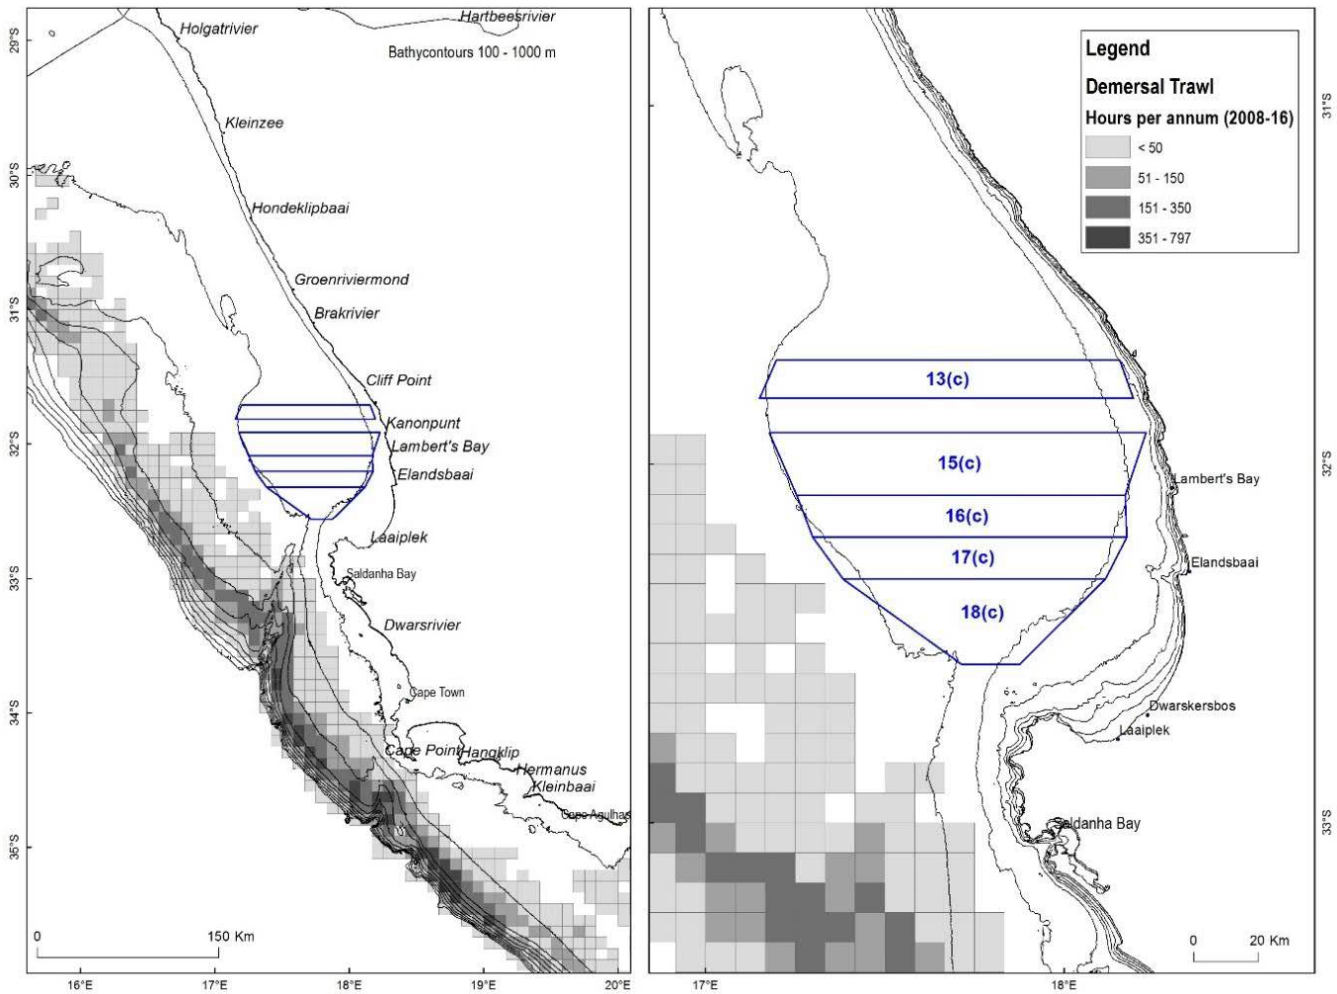 Hartbeesrivier
Holgatrivier
Bathycontours 100 - 1000 m
Kleinzee
Hondeklipbaai
Groenriviermond
Brakrivier
Cliff Point
Kanonpunt
Lambert's Bay
Elandsbaai
Laaiplek
Saldanha Bay
Dwarsrivier
Cape Town
Cape Point
Hangklip
Hermanus
Kleinbaai
Cape Agulhas
29°S
30°S
31°S
32°S
33°S
34°S
35°S
0 150 Km
16°E 17°E 18°E 19°E 20°E
Legend
Demersal Trawl
Hours per annum (2008-16)
< 50
51 - 150
151 - 350
351 - 797
13(c)
15(c)
16(c)
17(c)
18(c)
Lambert's Bay
Elandsbaai
Dwarskersbos
Laaiplek
Saldanha Bay
31°S
32°S
33°S
0 20 Km
17°E 18°E